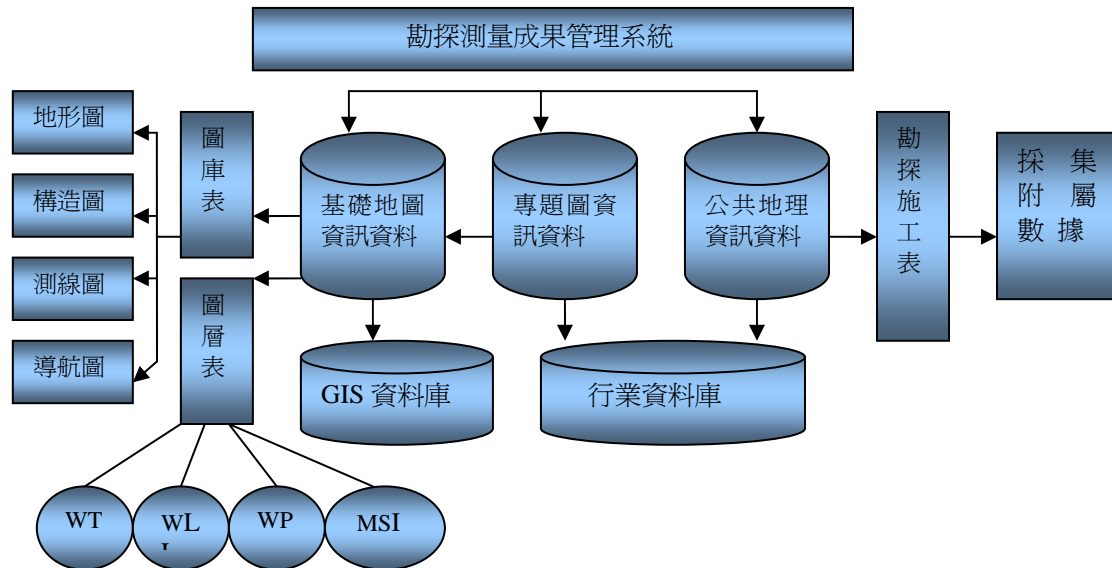 勘探測量成果管理系統
地形圖
構造圖
測線圖
導航圖
圖
庫
表
圖
層
表
基礎地圖
資訊資料
專題圖資
訊資料
公共地理
資訊資料
勘
探
施
工
表
採 集
附 屬
數 據
GIS 資料庫
行業資料庫
WT
WL
WP
MSI